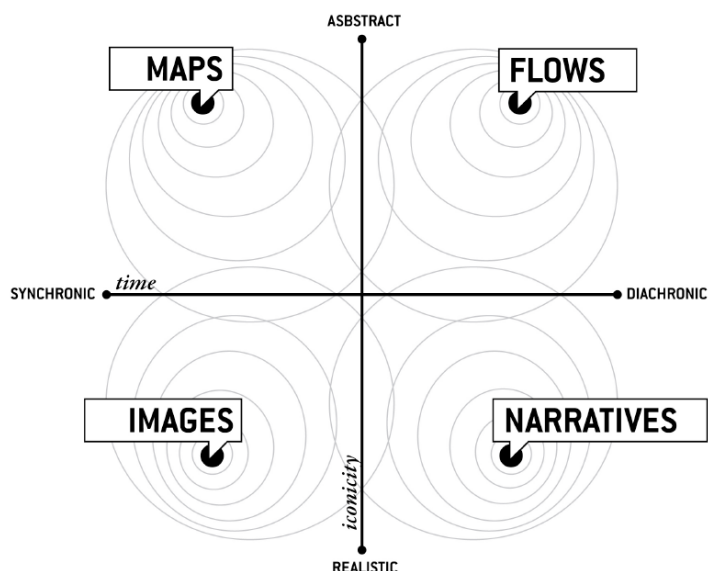 ASBSTRACT
MAPS
FLOWS
time
SYNCHRONIC
DIACHRONIC
IMAGES
NARRATIVES
iconicity
REALISTIC